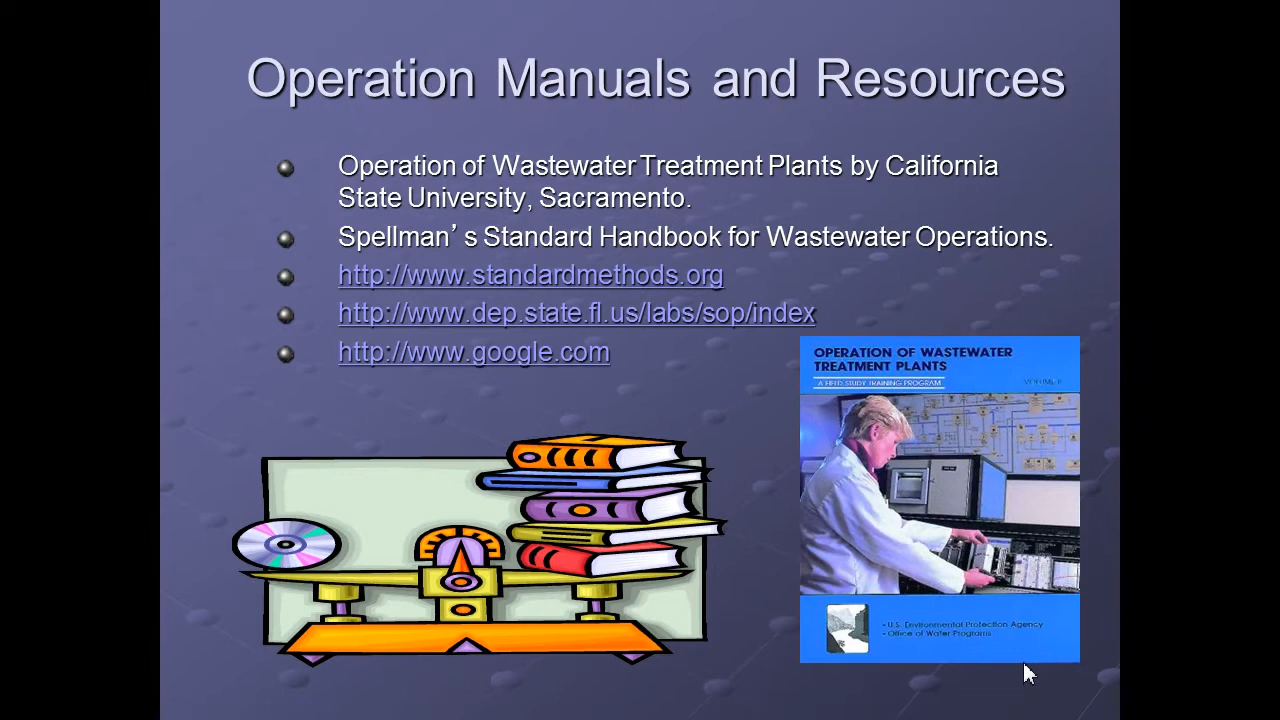 Operation Manuals and Resources
Operation of Wastewater Treatment Plants by California
State University, Sacramento.
Spellman’s Standard Handbook for Wastewater Operations.
http://www.standardmethods.org
http://www.dep.state.fl.us/labs/sop/index
http://www.google.com
OPERATION OF WASTEWATER
TREATMENT PLANTS
A FIELD STUDY TRAINING PROGRAM
VOLUME II
• U.S. Environmental Protection Agency
• Office of Water Programs